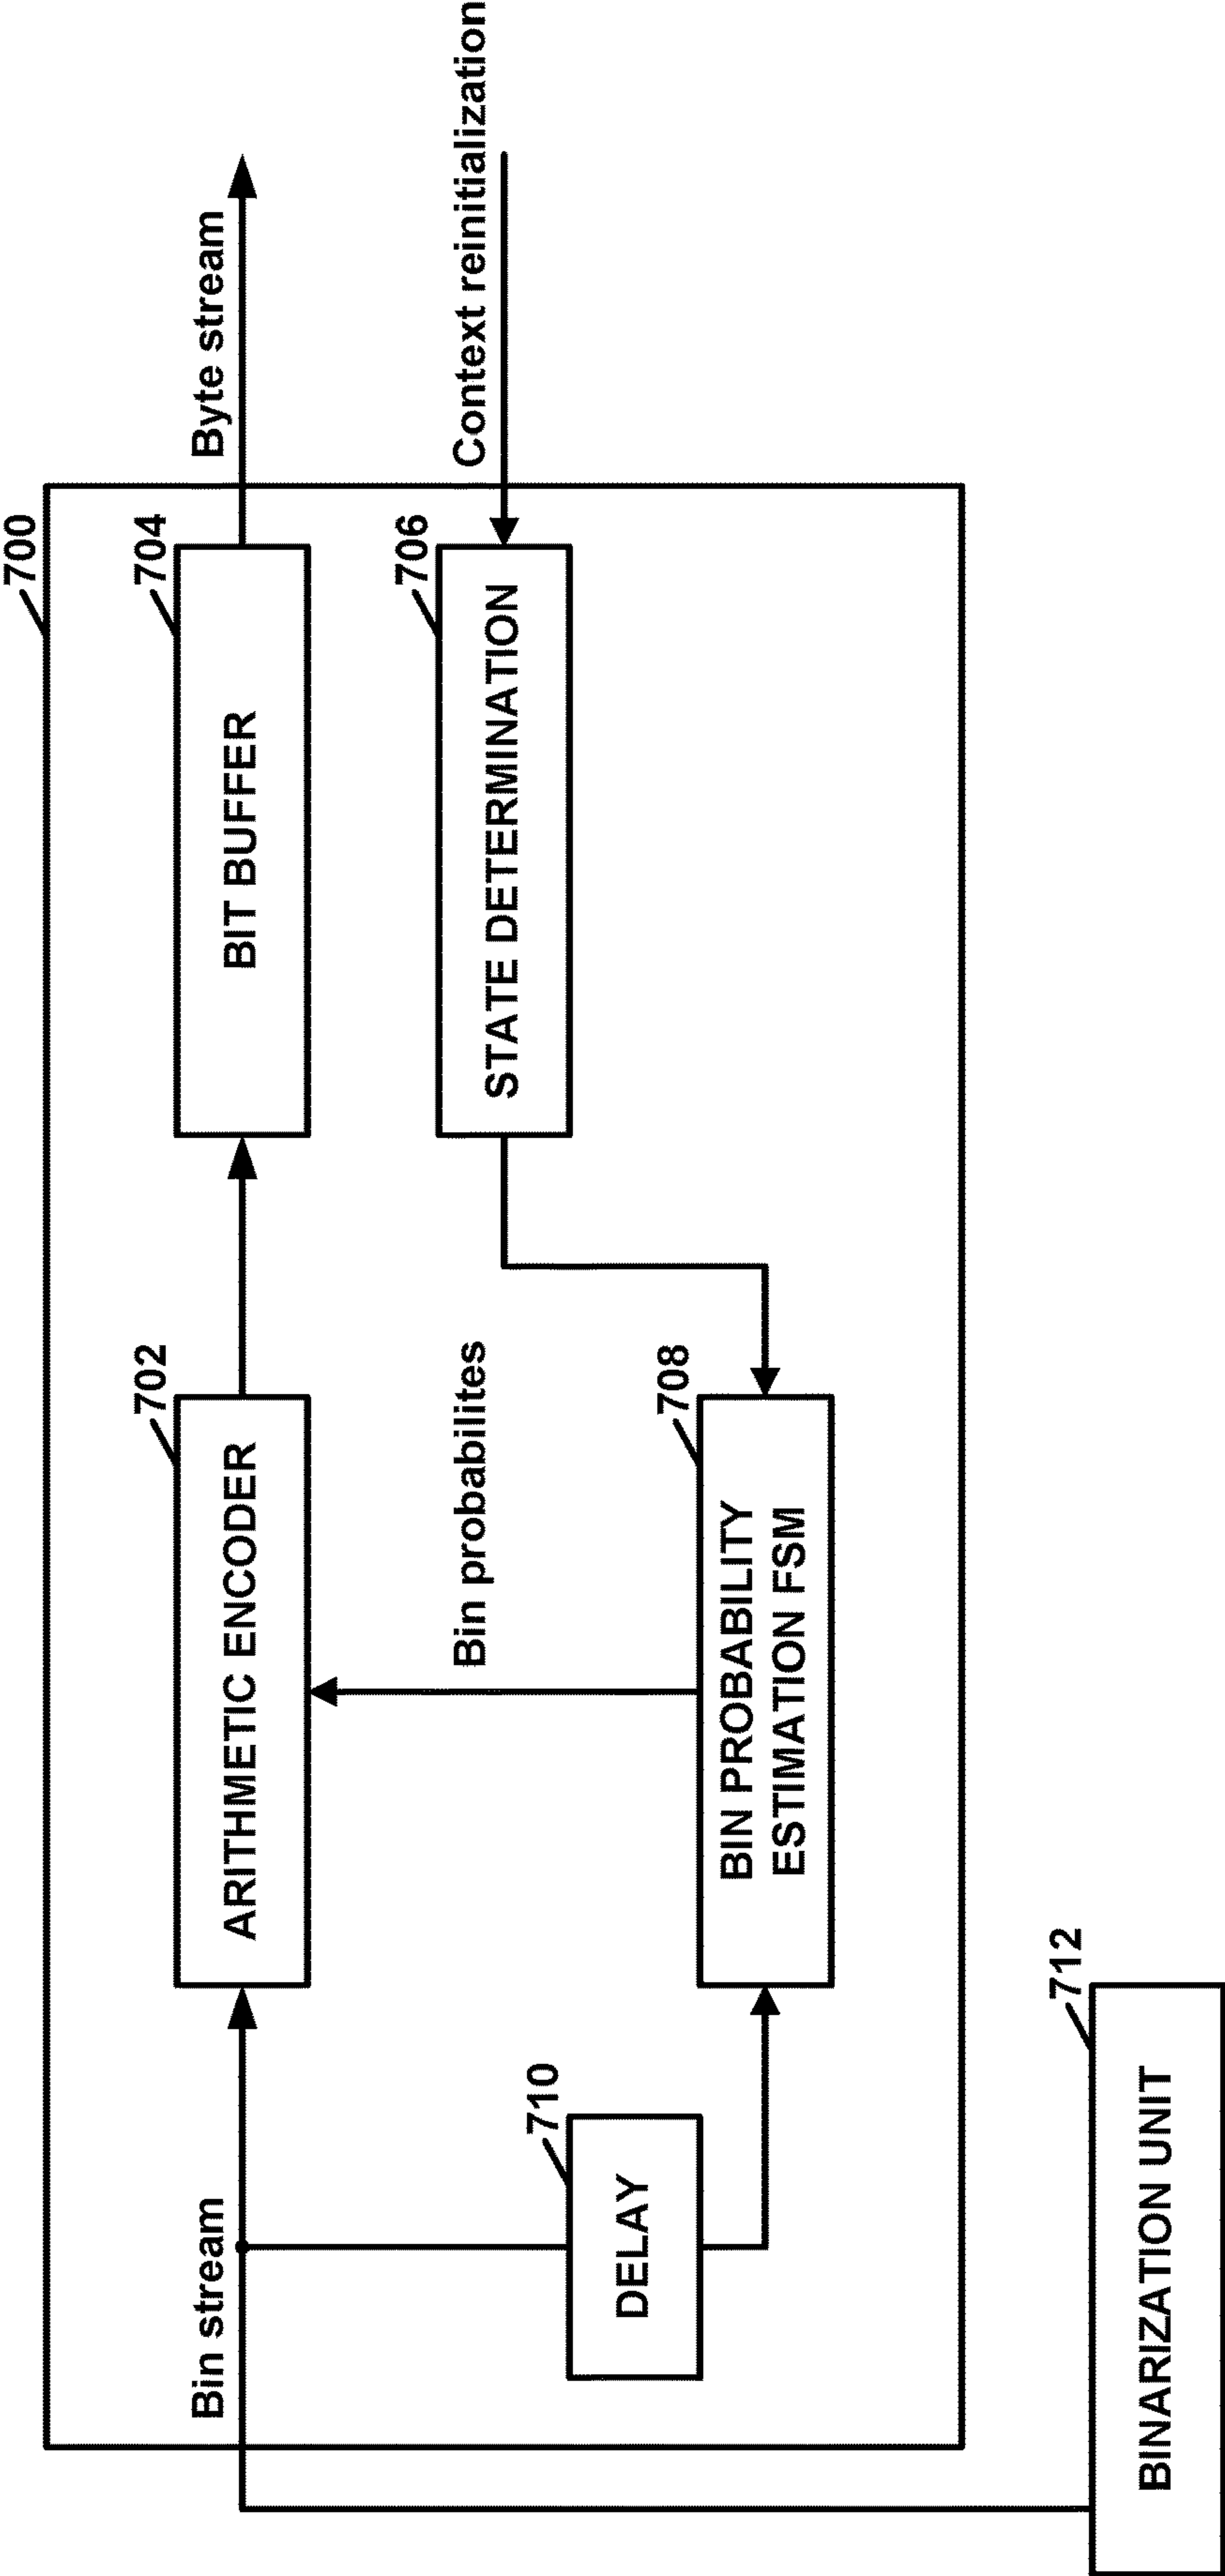 700
Bin stream
702
ARITHMETIC ENCODER
704
BIT BUFFER
Byte stream
710
DELAY
Bin probabilites
706
STATE DETERMINATION
Context reinitialization
708
BIN PROBABILITY
ESTIMATION FSM
712
BINARIZATION UNIT